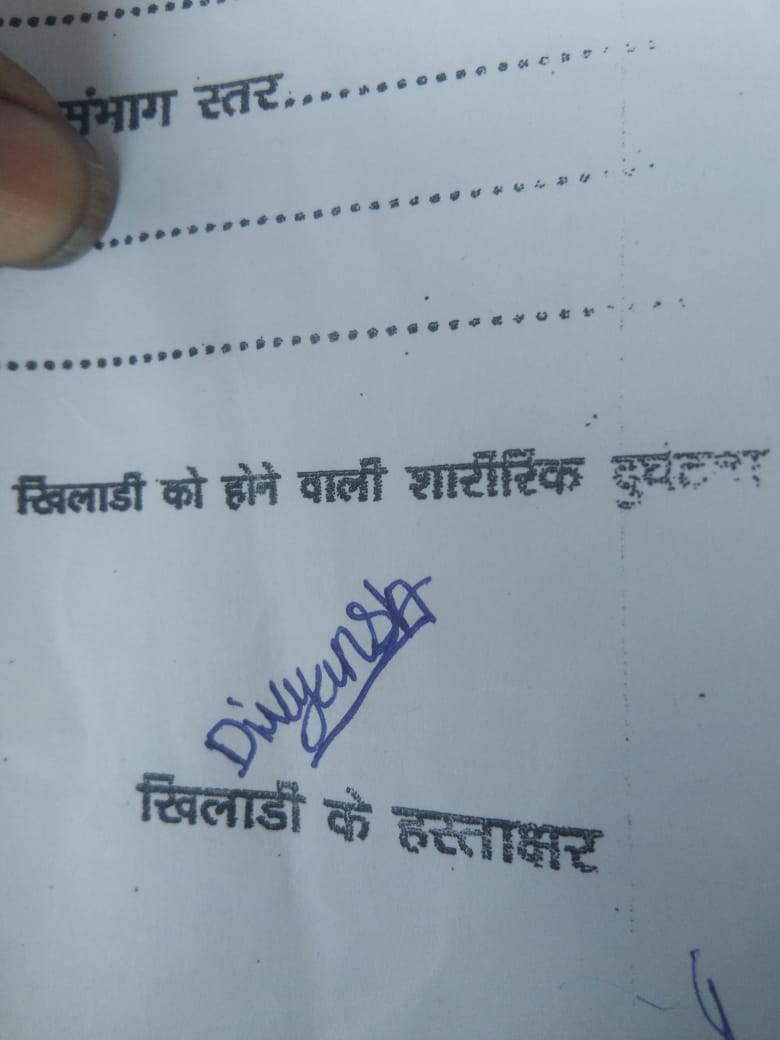 संभाग स्तर..............................
..............................
..............................
खिलाडी को होने वाली शारीरिक
Divyansh
खिलाडी के हस्ताक्षर